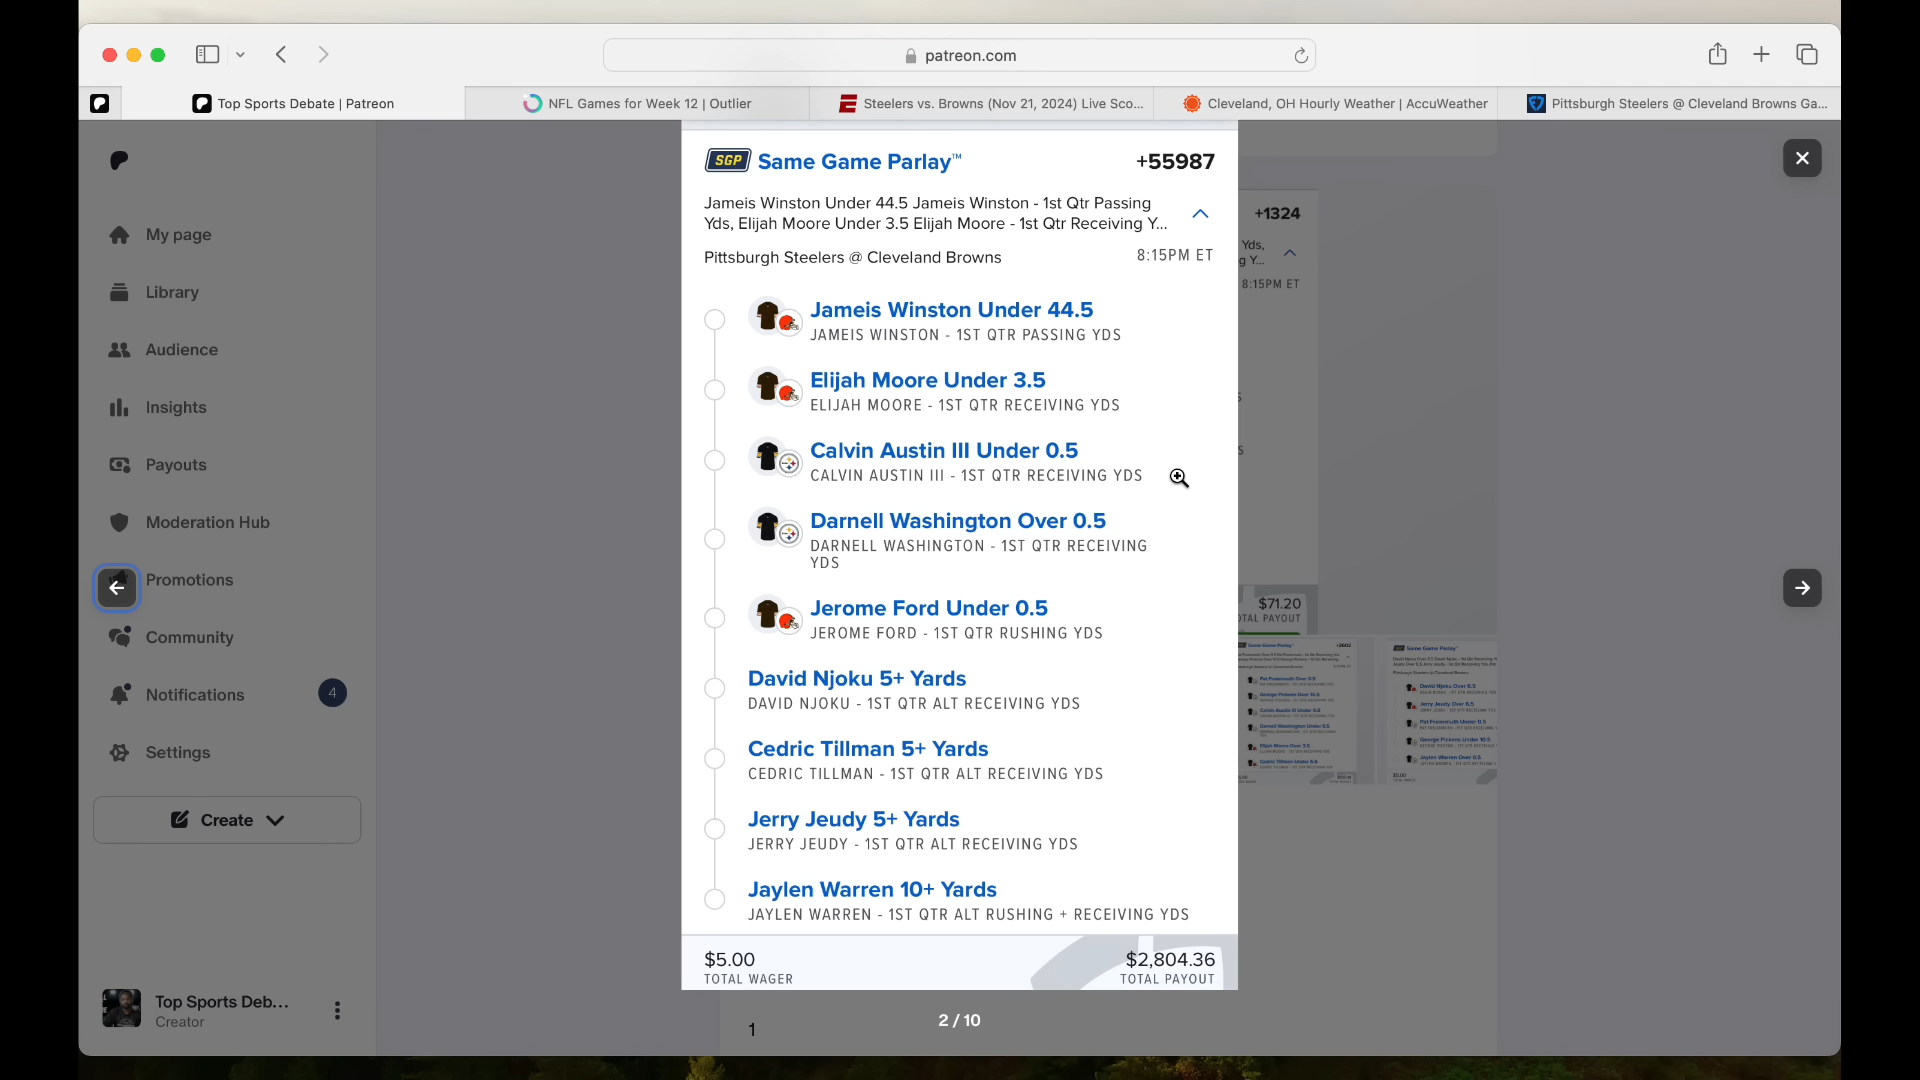 patreon.com
Top Sports Debate | Patreon
NFL Games for Week 12 | Outlier
Steelers vs. Browns (Nov 21, 2024) Live Sco...
Cleveland, OH Hourly Weather | AccuWeather
Pittsburgh Steelers @ Cleveland Browns Ga...
My page
Library
Audience
Insights
Payouts
Moderation Hub
Promotions
Community
Notifications
4
Settings
Create
Top Sports Deb...
Creator
SGP Same Game Parlay™
+55987
Jameis Winston Under 44.5 Jameis Winston - 1st Qtr Passing
Yds, Elijah Moore Under 3.5 Elijah Moore - 1st Qtr Receiving Y...
Pittsburgh Steelers @ Cleveland Browns
8:15PM ET
Jameis Winston Under 44.5
JAMEIS WINSTON - 1ST QTR PASSING YDS
Elijah Moore Under 3.5
ELIJAH MOORE - 1ST QTR RECEIVING YDS
Calvin Austin III Under 0.5
CALVIN AUSTIN III - 1ST QTR RECEIVING YDS
Darnell Washington Over 0.5
DARNELL WASHINGTON - 1ST QTR RECEIVING
YDS
Jerome Ford Under 0.5
JEROME FORD - 1ST QTR RUSHING YDS
David Njoku 5+ Yards
DAVID NJOKU - 1ST QTR ALT RECEIVING YDS
Cedric Tillman 5+ Yards
CEDRIC TILLMAN - 1ST QTR ALT RECEIVING YDS
Jerry Jeudy 5+ Yards
JERRY JEUDY - 1ST QTR ALT RECEIVING YDS
Jaylen Warren 10+ Yards
JAYLEN WARREN - 1ST QTR ALT RUSHING + RECEIVING YDS
$5.00
TOTAL WAGER
$2,804.36
TOTAL PAYOUT
2 / 10
1
+1324
Yds,
g Y...
8:15PM ET
$71.20
OTAL PAYOUT
Same Game Parlay
Same Game Parlay